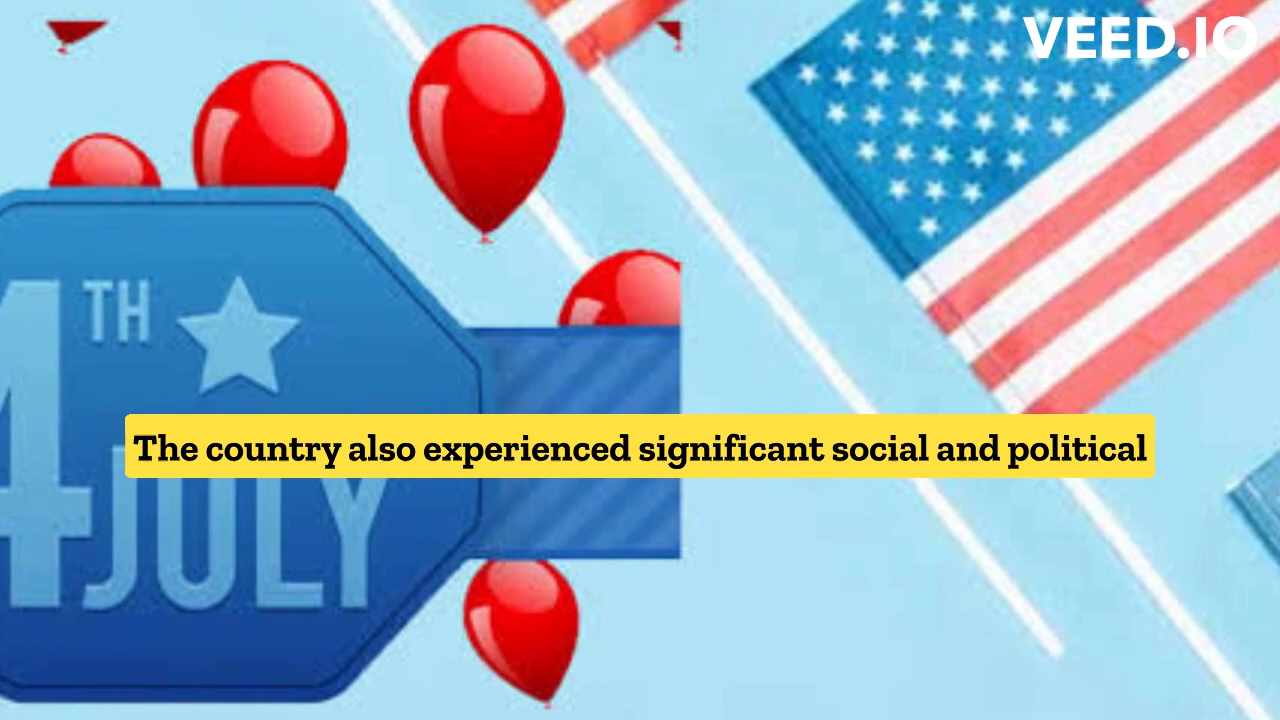 VEED.IO
4TH
JULY
The country also experienced significant social and political